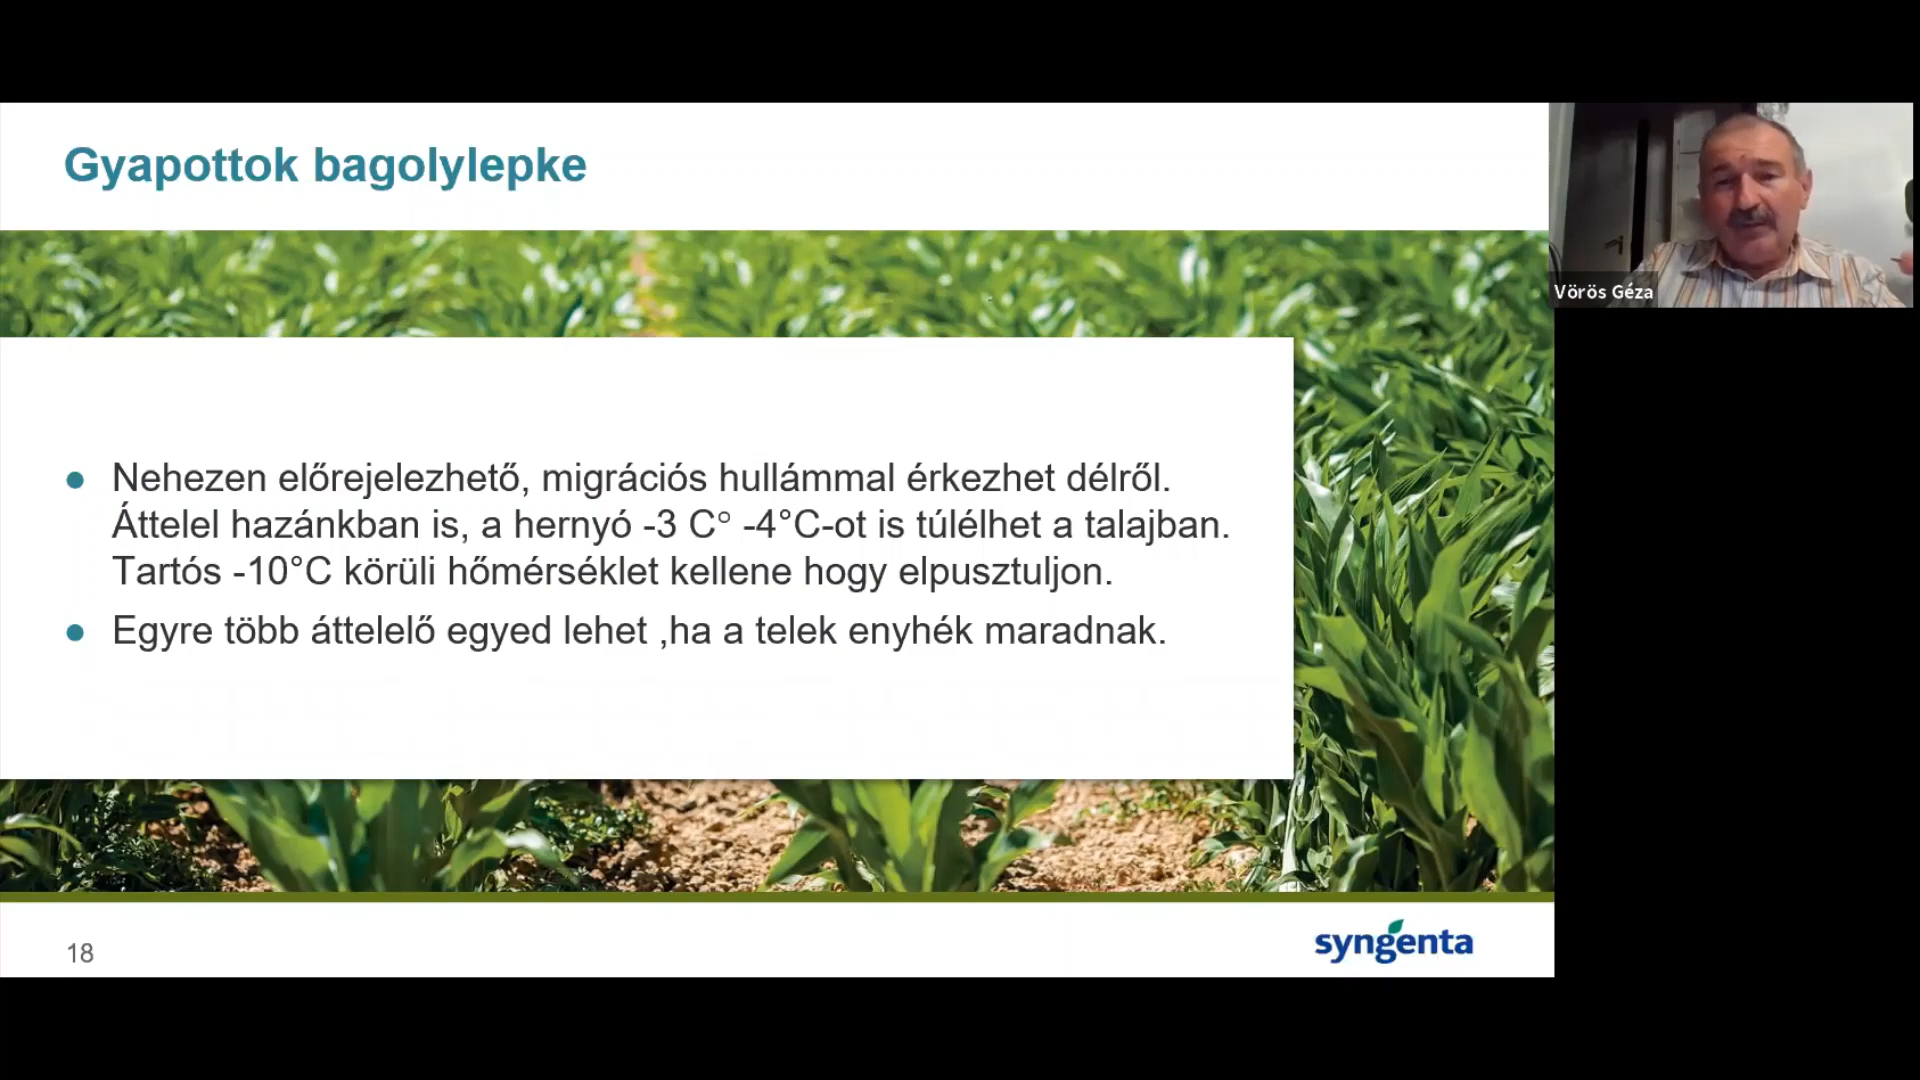 Gyapottok bagolylepke
Vörös Géza
● Nehezen előrejelezhető, migrációs hullámmal érkezhet délről.
Áttelel hazánkban is, a hernyó -3 C° -4°C-ot is túlélhet a talajban.
Tartós -10°C körüli hőmérséklet kellene hogy elpusztuljon.
● Egyre több áttelelő egyed lehet ,ha a telek enyhék maradnak.
18
syngenta